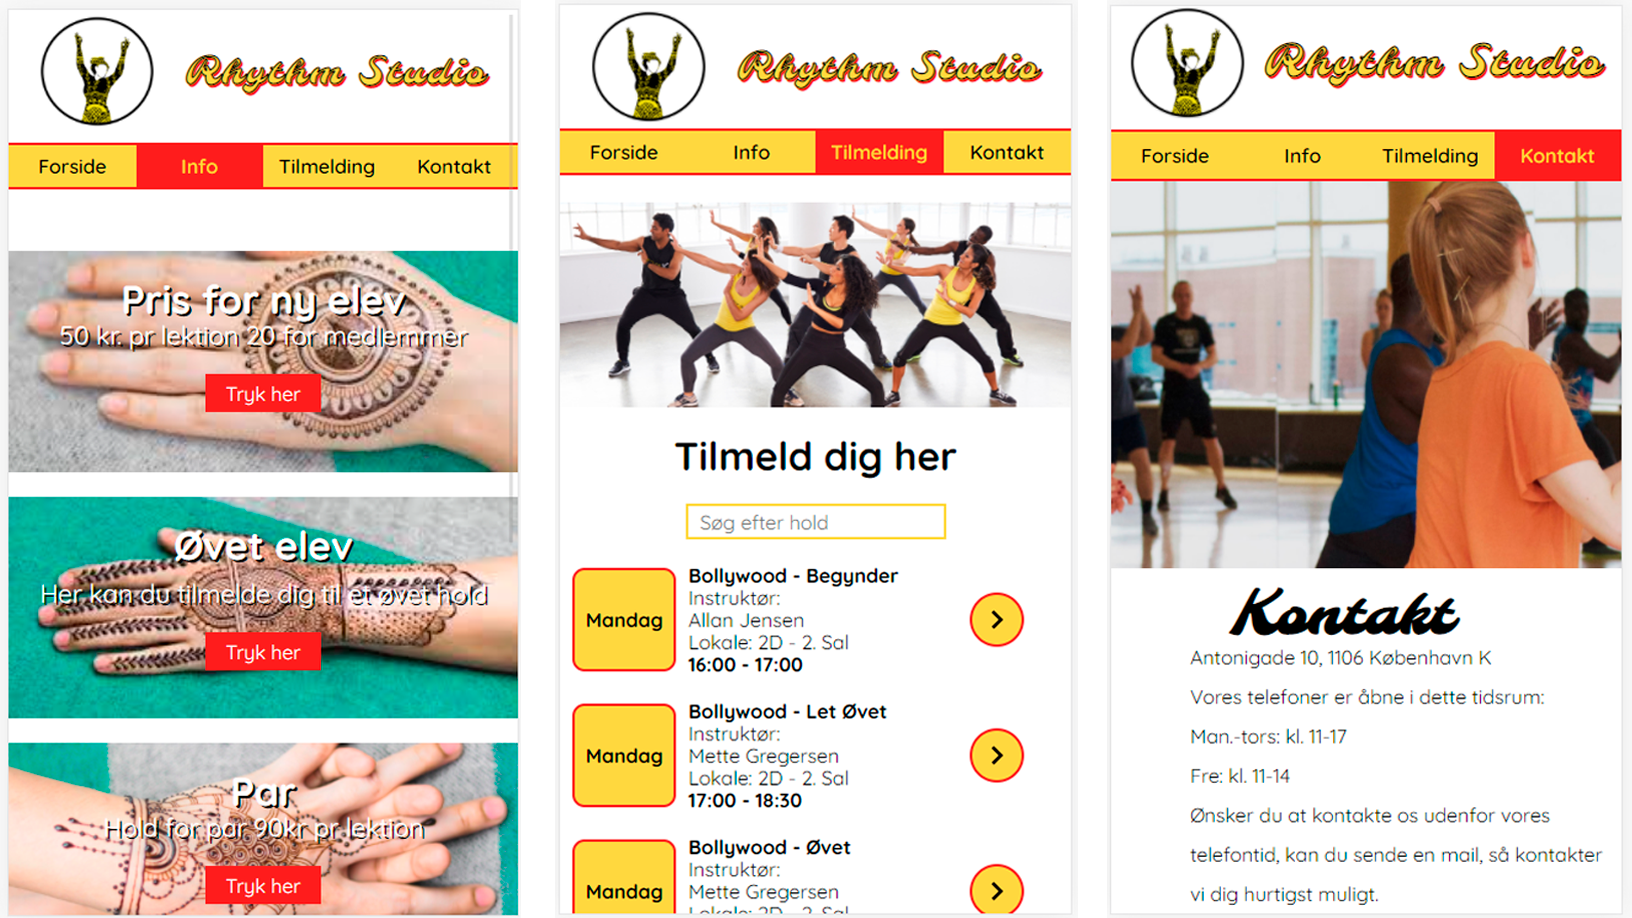 Rhythm Studio
Forside Info Tilmelding Kontakt
Pris for ny elev
50 kr. pr lektion 20 for medlemmer
Tryk her
Øvet elev
Her kan du tilmelde dig til et øvet hold
Tryk her
Par
Hold for par 90kr pr lektion
Tryk her
Rhythm Studio
Forside Info Tilmelding Kontakt
Tilmeld dig her
Søg efter hold
Mandag
Bollywood - Begynder
Instruktør:
Allan Jensen
Lokale: 2D - 2. Sal
16:00 - 17:00
Mandag
Bollywood - Let Øvet
Instruktør:
Mette Gregersen
Lokale: 2D - 2. Sal
17:00 - 18:30
Mandag
Bollywood - Øvet
Instruktør:
Mette Gregersen
Lokale: 2D - 2. Sal
Rhythm Studio
Forside Info Tilmelding Kontakt
Kontakt
Antonigade 10, 1106 København K
Vores telefoner er åbne i dette tidsrum:
Man.-tors: kl. 11-17
Fre: kl. 11-14
Ønsker du at kontakte os udenfor vores
telefontid, kan du sende en mail, så kontakter
vi dig hurtigst muligt.